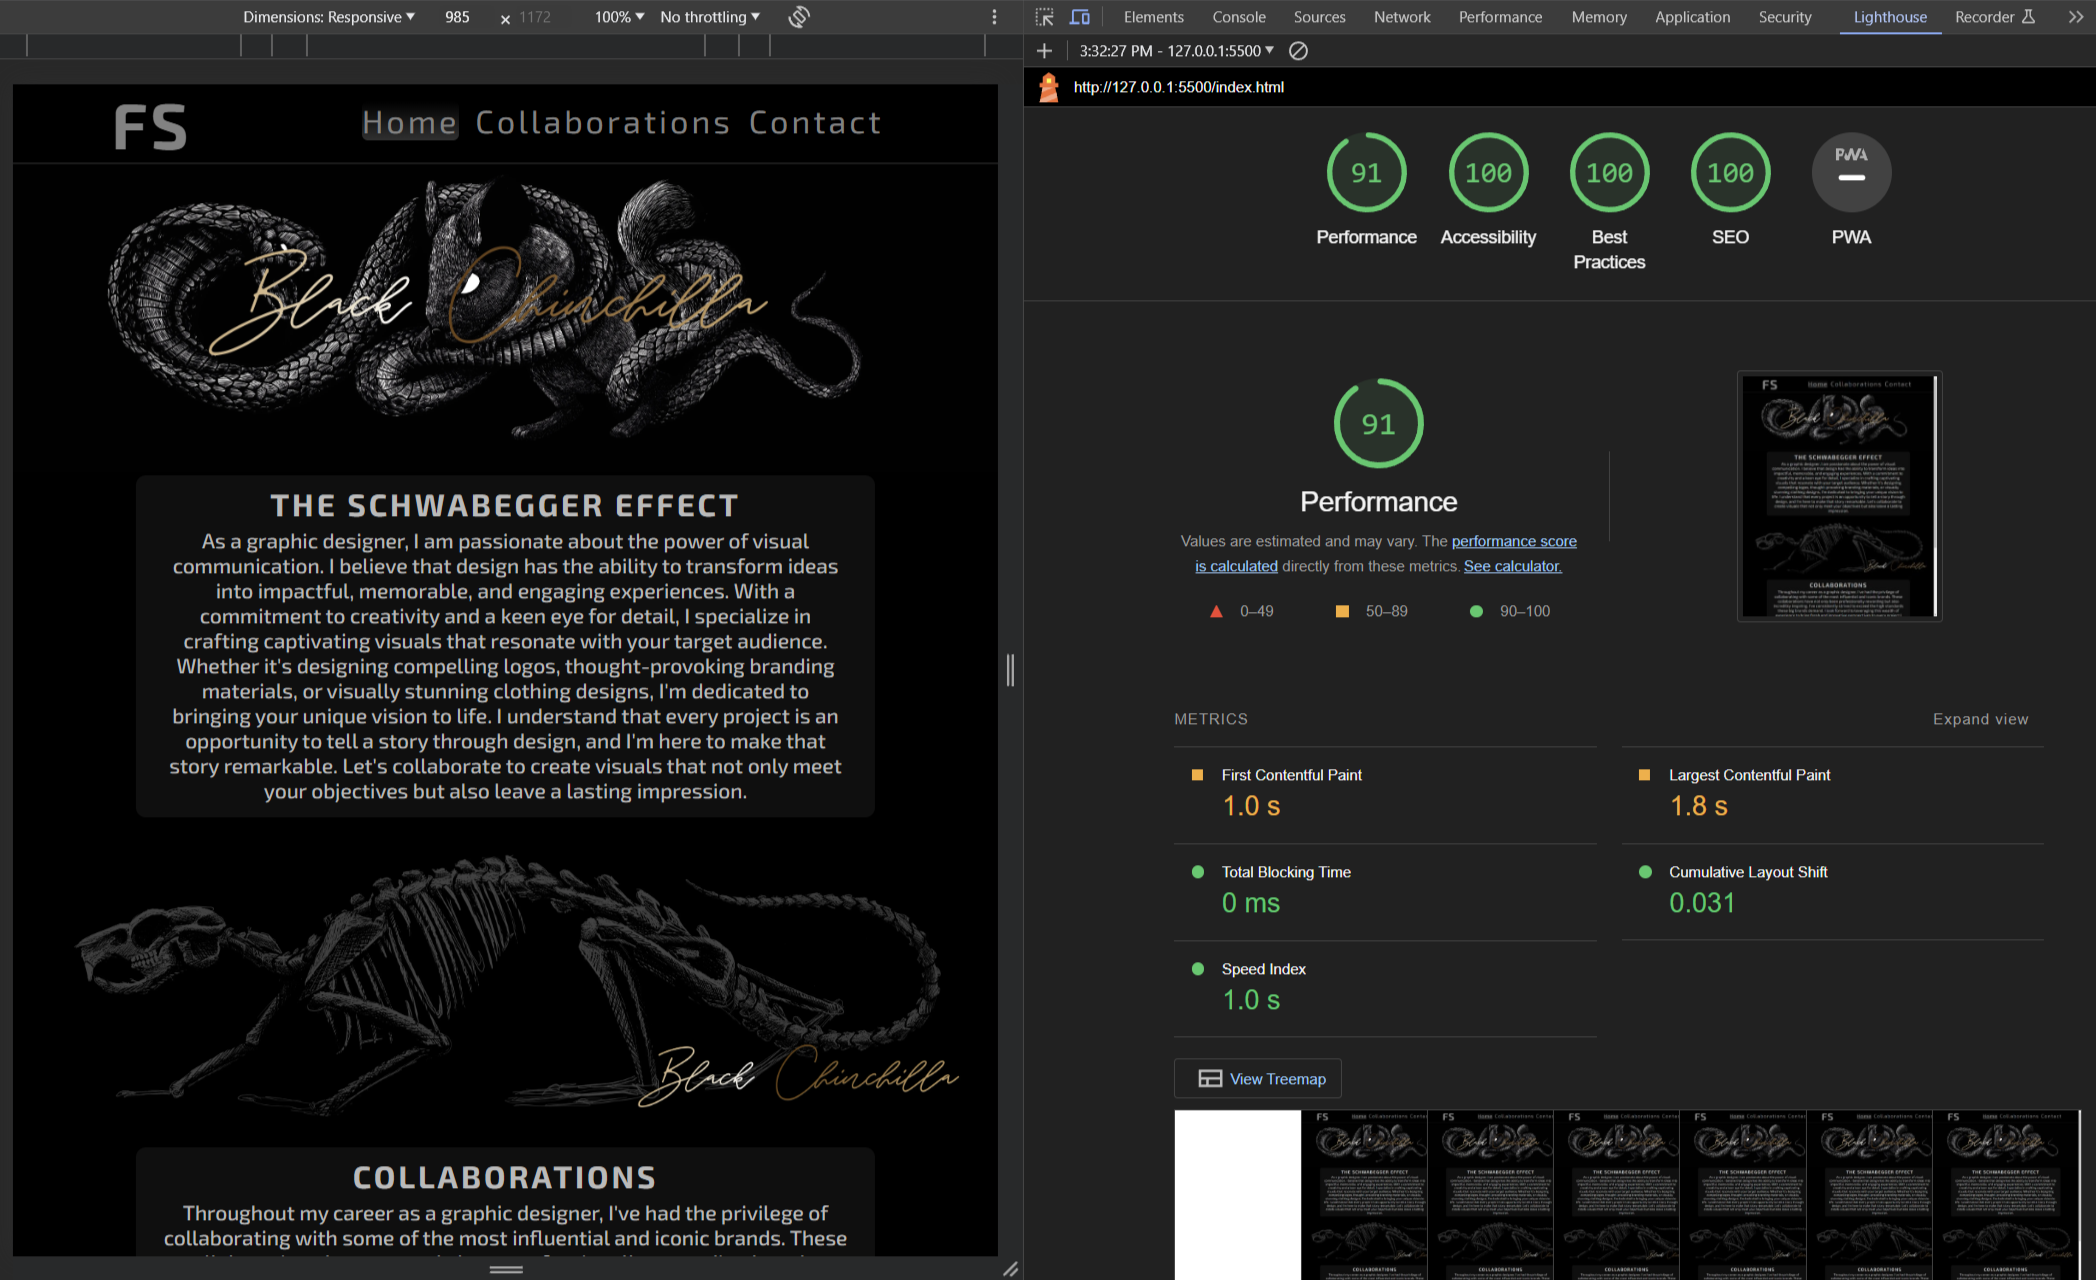 Dimensions: Responsive 985 × 1172 100% No throttling
FS
Home Collaborations Contact
Black Chinchilla
THE SCHWABEGGER EFFECT
As a graphic designer, I am passionate about the power of visual
communication. I believe that design has the ability to transform ideas
into impactful, memorable, and engaging experiences. With a
commitment to creativity and a keen eye for detail, I specialize in
crafting captivating visuals that resonate with your target audience.
Whether it's designing compelling logos, thought-provoking branding
materials, or visually stunning clothing designs, I'm dedicated to
bringing your unique vision to life. I understand that every project is an
opportunity to tell a story through design, and I'm here to make that
story remarkable. Let's collaborate to create visuals that not only meet
your objectives but also leave a lasting impression.
Black Chinchilla
COLLABORATIONS
Throughout my career as a graphic designer, I've had the privilege of
collaborating with some of the most influential and iconic brands. These
Elements Console Sources Network Performance Memory Application Security Lighthouse Recorder
3:32:27 PM - 127.0.0.1:5500
http://127.0.0.1:5500/index.html
91 100 100 100 PWA
Performance Accessibility Best Practices SEO PWA
91
Performance
Values are estimated and may vary. The performance score
is calculated directly from these metrics. See calculator.
0–49 50–89 90–100
FS Home Collaborations Contact
Black Chinchilla
THE SCHWABEGGER EFFECT
Black Chinchilla
COLLABORATIONS
METRICS Expand view
First Contentful Paint
1.0 s
Largest Contentful Paint
1.8 s
Total Blocking Time
0 ms
Cumulative Layout Shift
0.031
Speed Index
1.0 s
View Treemap